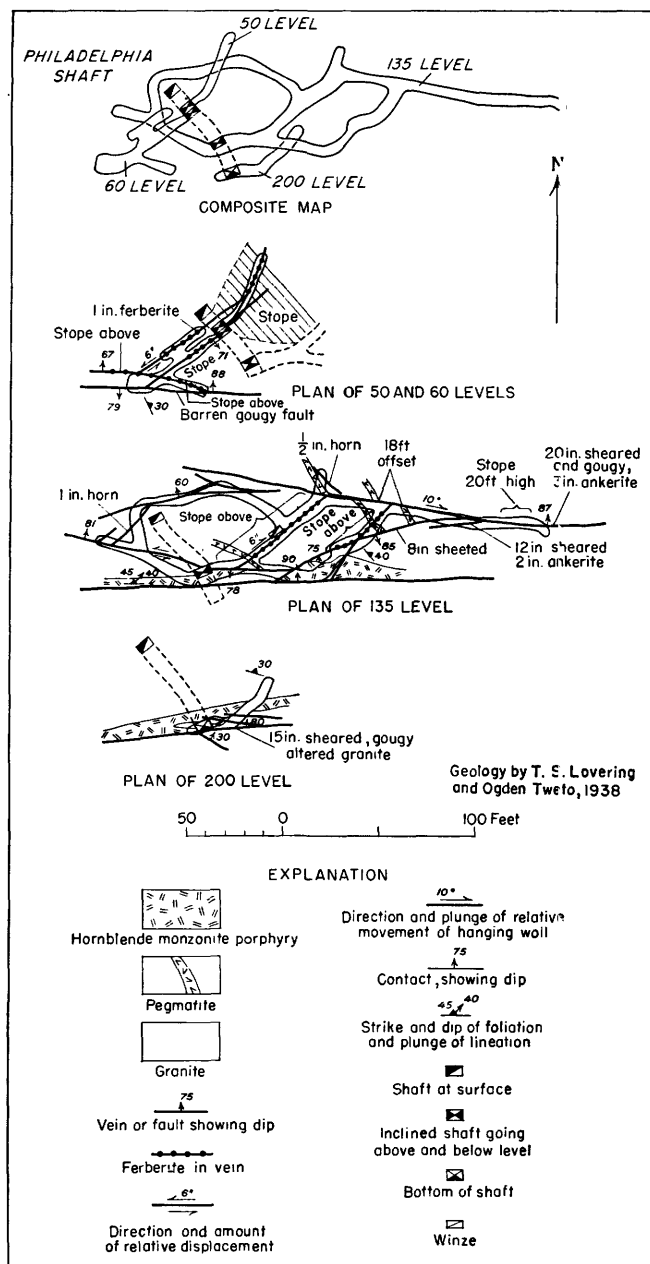 50 LEVEL
PHILADELPHIA
SHAFT
135 LEVEL
60 LEVEL
200 LEVEL
COMPOSITE MAP
N
1 in. ferberite
Stope above
Stope
67
6"
71
Stope
88
79
30
Stope above
Barren gougy fault
PLAN OF 50 AND 60 LEVELS
1/2 in. horn
18ft
offset
Stope
20ft high
20in. sheared
and gougy,
3in. ankerite
1 in. horn
60
10°
87
81
Stope above
6"
Stope
above
75
90
85
40
8in sheeted
12in sheared
2in. ankerite
45
40
78
PLAN OF 135 LEVEL
30
80
30
15in. sheared, gougy
altered granite
PLAN OF 200 LEVEL
Geology by T. S. Lovering
and Ogden Tweto, 1938
50 0 100 Feet
EXPLANATION
Hornblende monzonite porphyry
Pegmatite
Granite
75
Vein or fault showing dip
Ferberite in vein
6"
Direction and amount
of relative displacement
10°
Direction and plunge of relative
movement of hanging wall
75
Contact, showing dip
45 40
Strike and dip of foliation
and plunge of lineation
Shaft at surface
Inclined shaft going
above and below level
Bottom of shaft
Winze